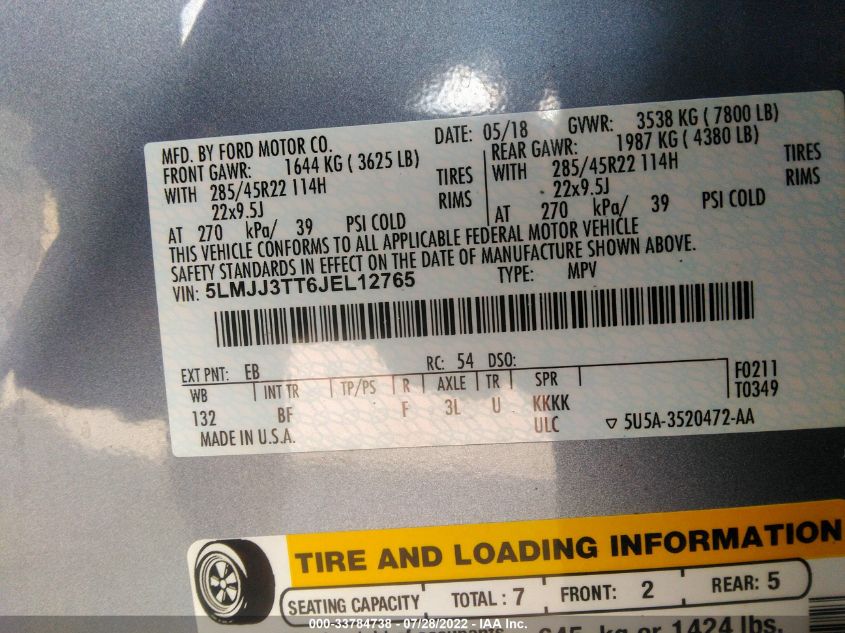 MFD. BY FORD MOTOR CO. DATE: 05/18 GVWR: 3538 KG ( 7800 LB)
FRONT GAWR: 1644 KG ( 3625 LB) REAR GAWR: 1987 KG ( 4380 LB)
WITH 285/45R22 114H TIRES WITH 285/45R22 114H TIRES
22x9.5J RIMS 22x9.5J RIMS
AT 270 kPa/ 39 PSI COLD AT 270 kPa/ 39 PSI COLD
THIS VEHICLE CONFORMS TO ALL APPLICABLE FEDERAL MOTOR VEHICLE
SAFETY STANDARDS IN EFFECT ON THE DATE OF MANUFACTURE SHOWN ABOVE.
VIN: 5LMJJ3TT6JEL12765 TYPE: MPV
EXT PNT: EB RC: 54 DSO:
WB INT TR TP/PS R AXLE TR SPR F0211
132 BF F 3L U KKKK T0349
ULC
MADE IN U.S.A. 5U5A-3520472-AA
TIRE AND LOADING INFORMATION
SEATING CAPACITY TOTAL : 7 FRONT: 2 REAR: 5
kg or 1424 lbs.
000-33784738 - 07/28/2022 - IAA Inc.